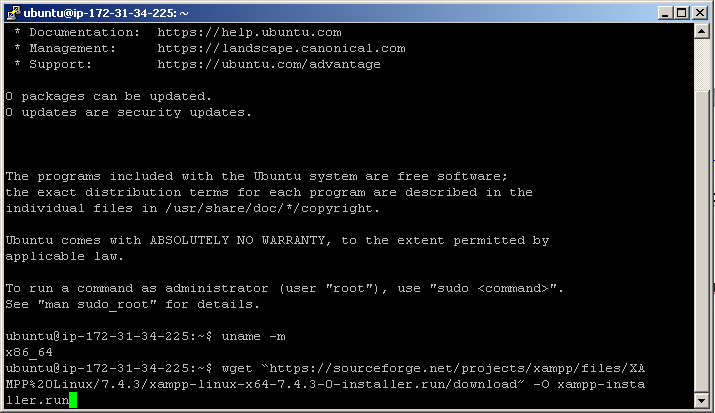 ubuntu@ip-172-31-34-225: ~
 * Documentation:  https://help.ubuntu.com
 * Management:     https://landscape.canonical.com
 * Support:        https://ubuntu.com/advantage
0 packages can be updated.
0 updates are security updates.
The programs included with the Ubuntu system are free software;
the exact distribution terms for each program are described in the
individual files in /usr/share/doc/*/copyright.
Ubuntu comes with ABSOLUTELY NO WARRANTY, to the extent permitted by
applicable law.
To run a command as administrator (user "root"), use "sudo <command>".
See "man sudo_root" for details.
ubuntu@ip-172-31-34-225:~$ uname -m
x86_64
ubuntu@ip-172-31-34-225:~$ wget `https://sourceforge.net/projects/xampp/files/XA
MPP%20Linux/7.4.3/xampp-linux-x64-7.4.3-0-installer.run/download~ -O xampp-insta
ller.run